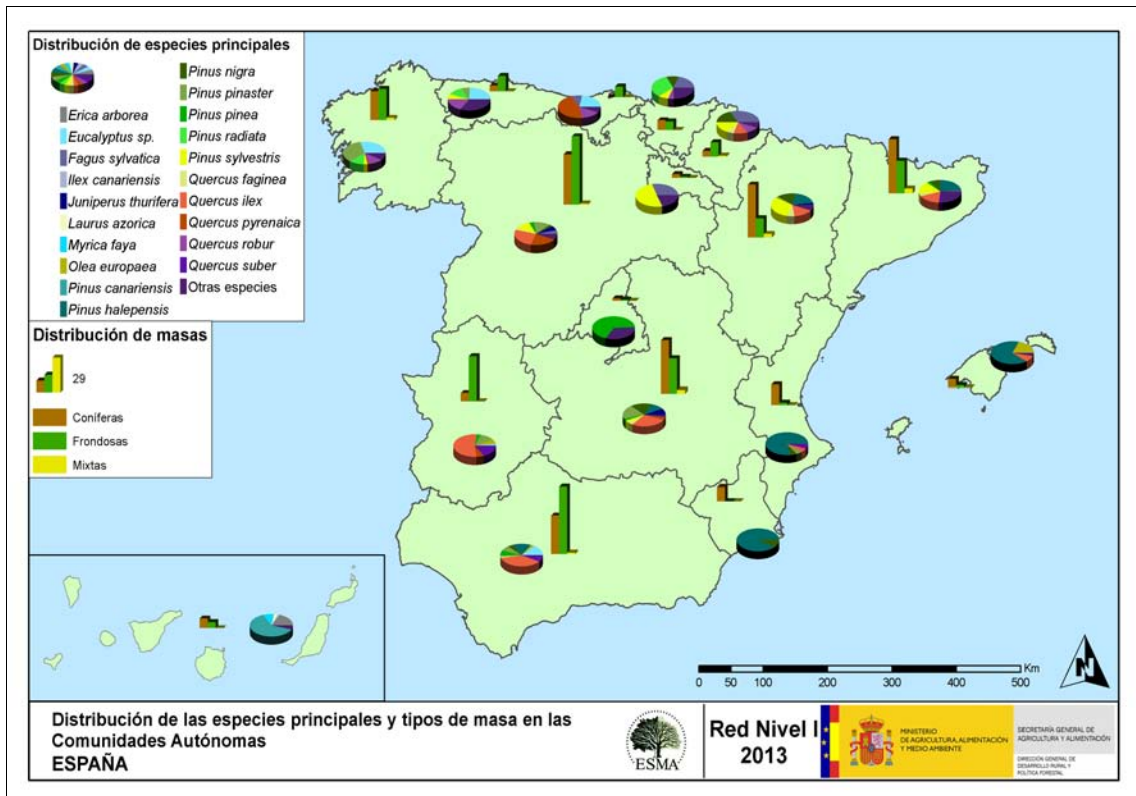 Distribución de especies principales
Erica arborea
Eucalyptus sp.
Fagus sylvatica
Ilex canariensis
Juniperus thurifera
Laurus azorica
Myrica faya
Olea europaea
Pinus canariensis
Pinus halepensis
Pinus nigra
Pinus pinaster
Pinus pinea
Pinus radiata
Pinus sylvestris
Quercus faginea
Quercus ilex
Quercus pyrenaica
Quercus robur
Quercus suber
Otras especies
Distribución de masas
29
Coníferas
Frondosas
Mixtas
Km
0 50 100 200 300 400 500
N
Distribución de las especies principales y tipos de masa en las
Comunidades Autónomas
ESPAÑA
ESMA
Red Nivel I
2013
MINISTERIO
DE AGRICULTURA, ALIMENTACIÓN
Y MEDIO AMBIENTE
SECRETARÍA GENERAL DE
AGRICULTURA Y ALIMENTACIÓN
DIRECCIÓN GENERAL DE
DESARROLLO RURAL Y
POLÍTICA FORESTAL